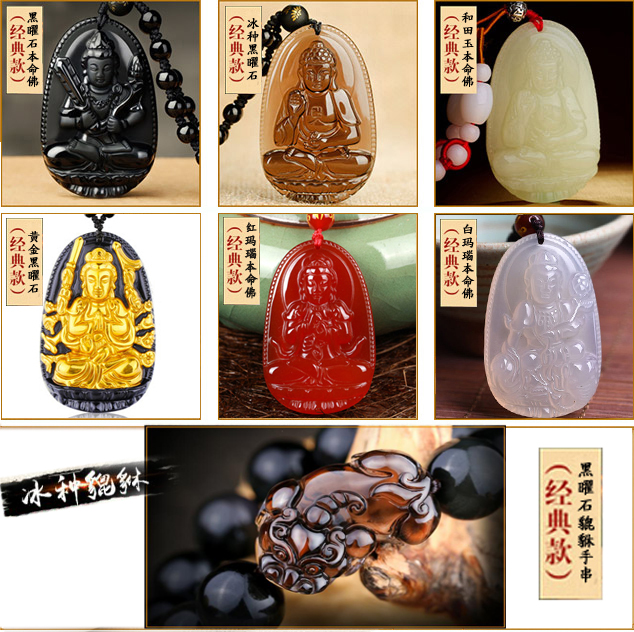 黑曜石本命佛
（经典款）
冰种黑曜石
（经典款）
和田玉本命佛
（经典款）
黄金黑曜石
（经典款）
红玛瑙本命佛
（经典款）
白玛瑙本命佛
（经典款）
冰种貔貅
黑曜石貔貅手串
（经典款）